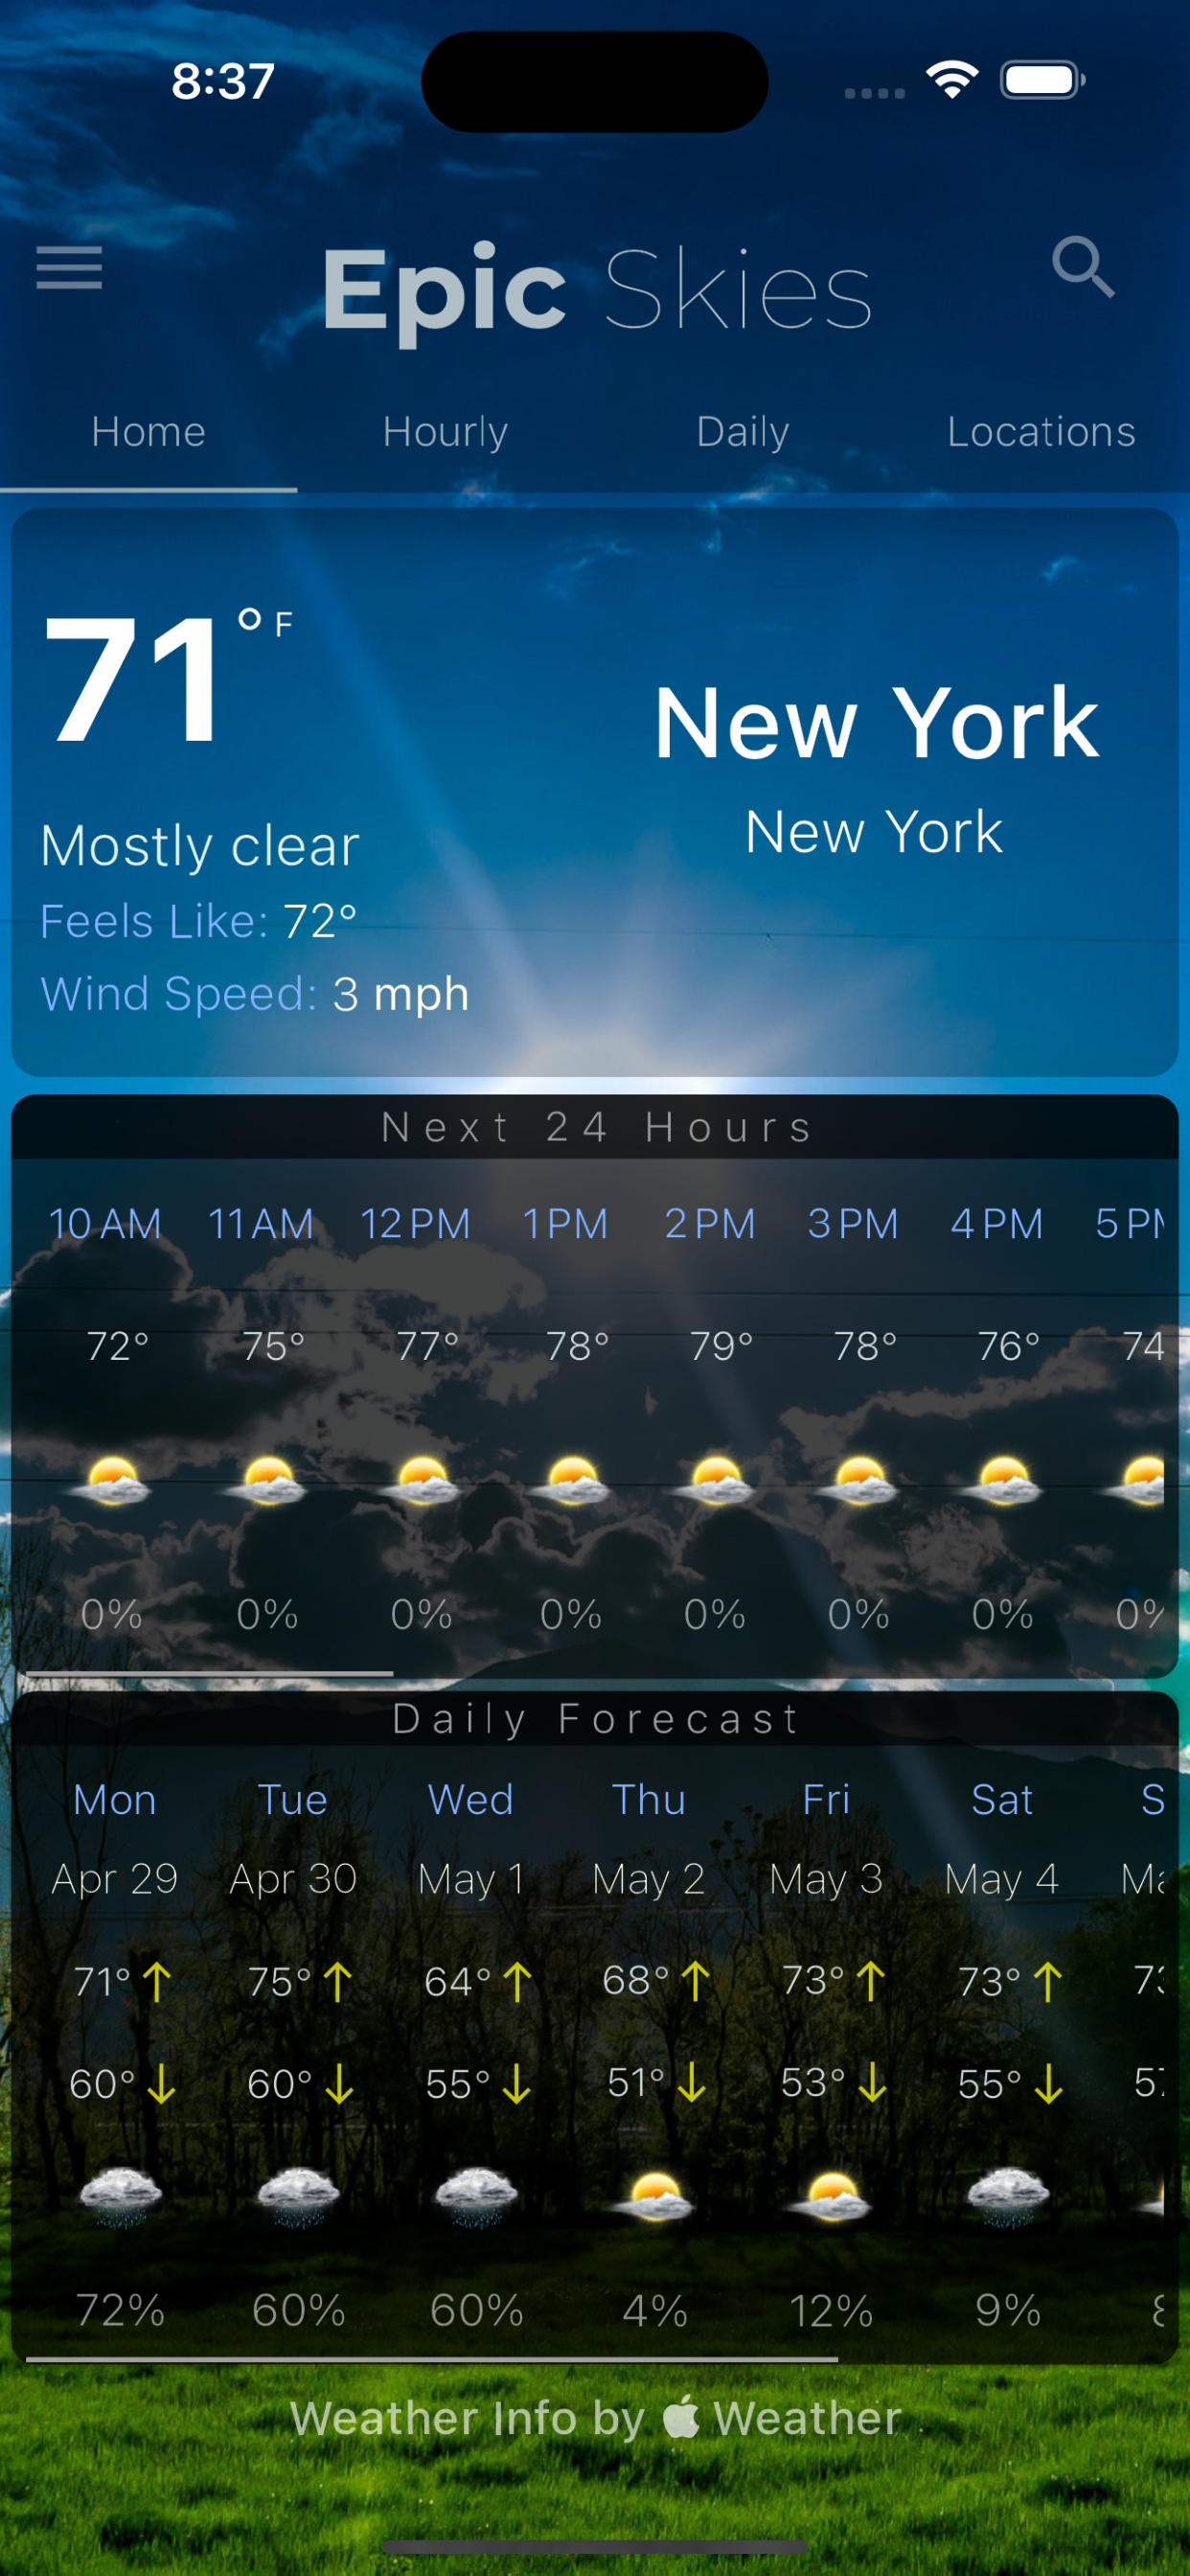 8:37
Epic Skies
Home Hourly Daily Locations
71° F
Mostly clear
Feels Like: 72°
Wind Speed: 3 mph
New York
New York
Next 24 Hours
10 AM 11 AM 12 PM 1 PM 2 PM 3 PM 4 PM
72° 75° 77° 78° 79° 78° 76° 74
0% 0% 0% 0% 0% 0% 0% 0%
Daily Forecast
Mon Tue Wed Thu Fri Sat S
Apr 29 Apr 30 May 1 May 2 May 3 May 4
71° 75° 64° 68° 73° 73°
60° 60° 55° 51° 53° 55°
72% 60% 60% 4% 12% 9%
Weather Info by Weather